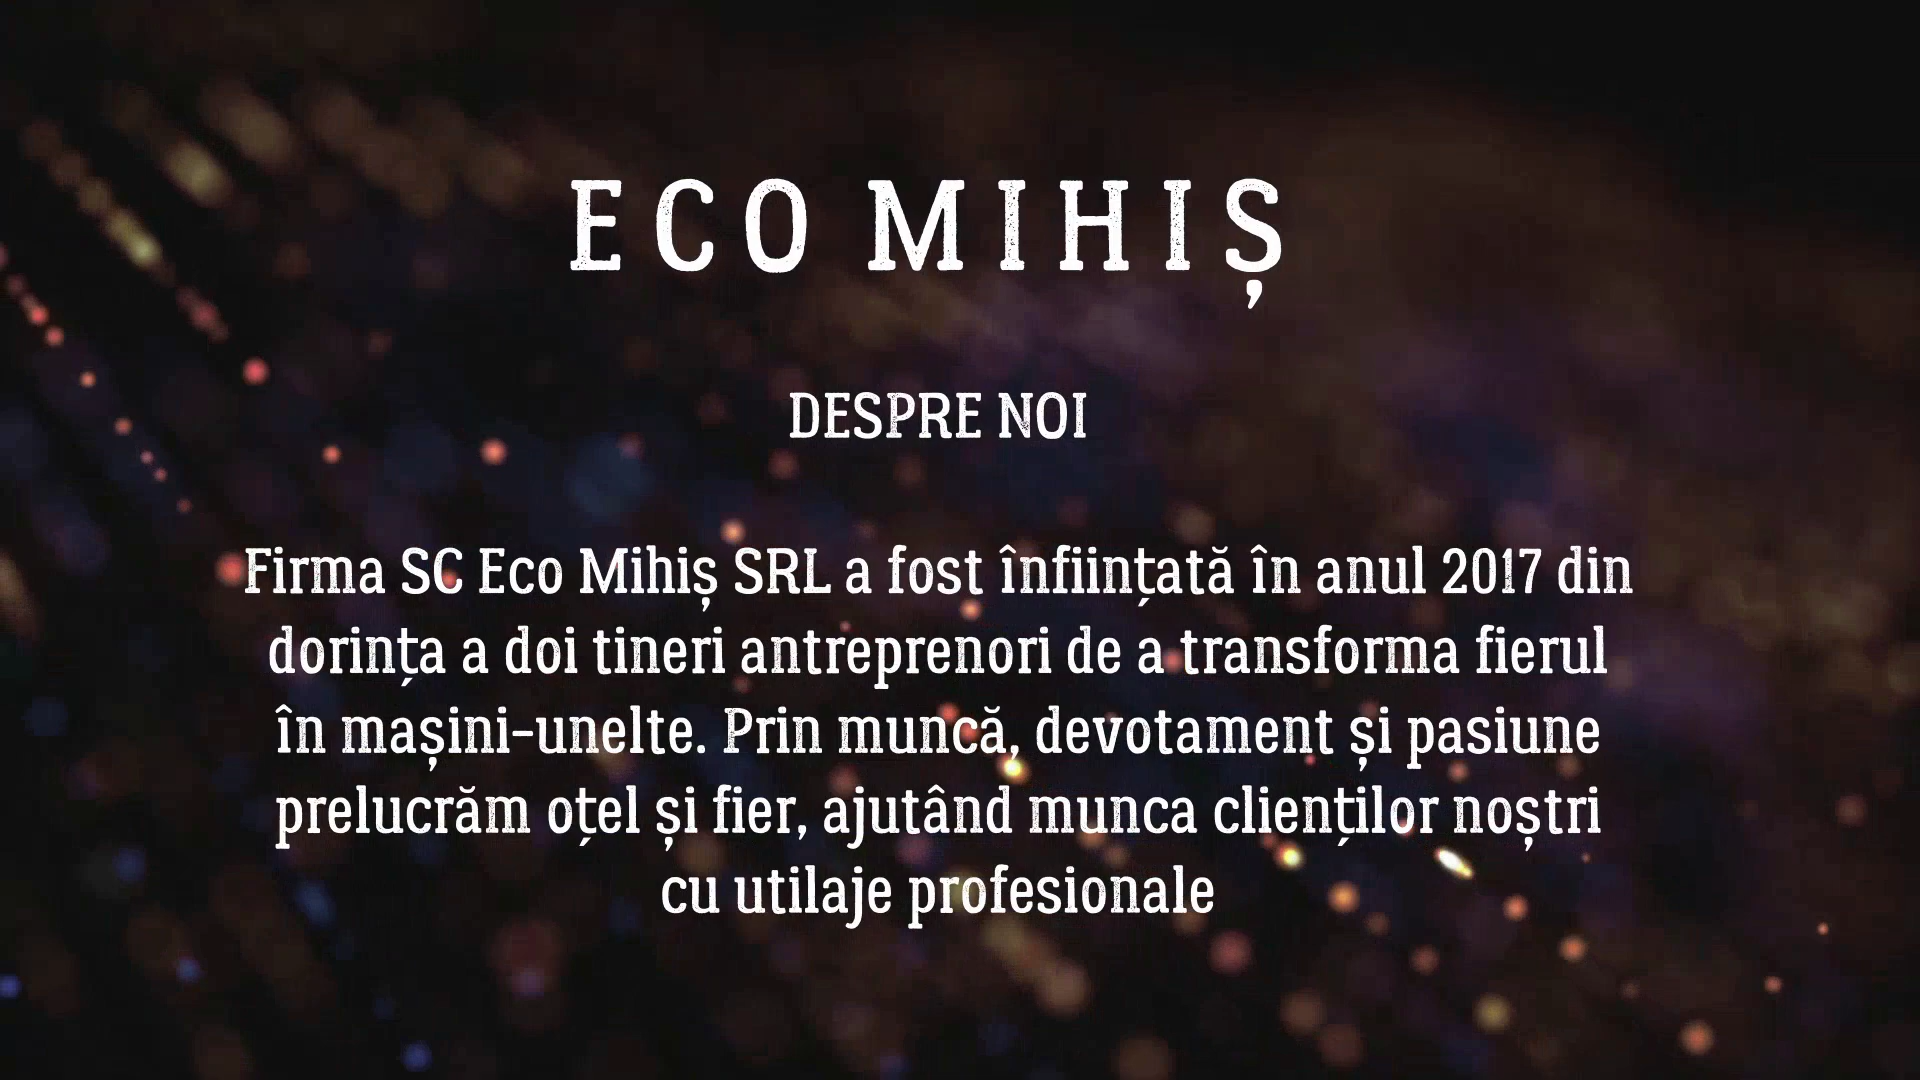 ECO MIHIȘ
DESPRE NOI
Firma SC Eco Mihiș SRL a fost înființată în anul 2017 din
dorința a doi tineri antreprenori de a transforma fierul
în mașini-unelte. Prin muncă, devotament și pasiune
prelucrăm oțel și fier, ajutând munca clienților noștri
cu utilaje profesionale